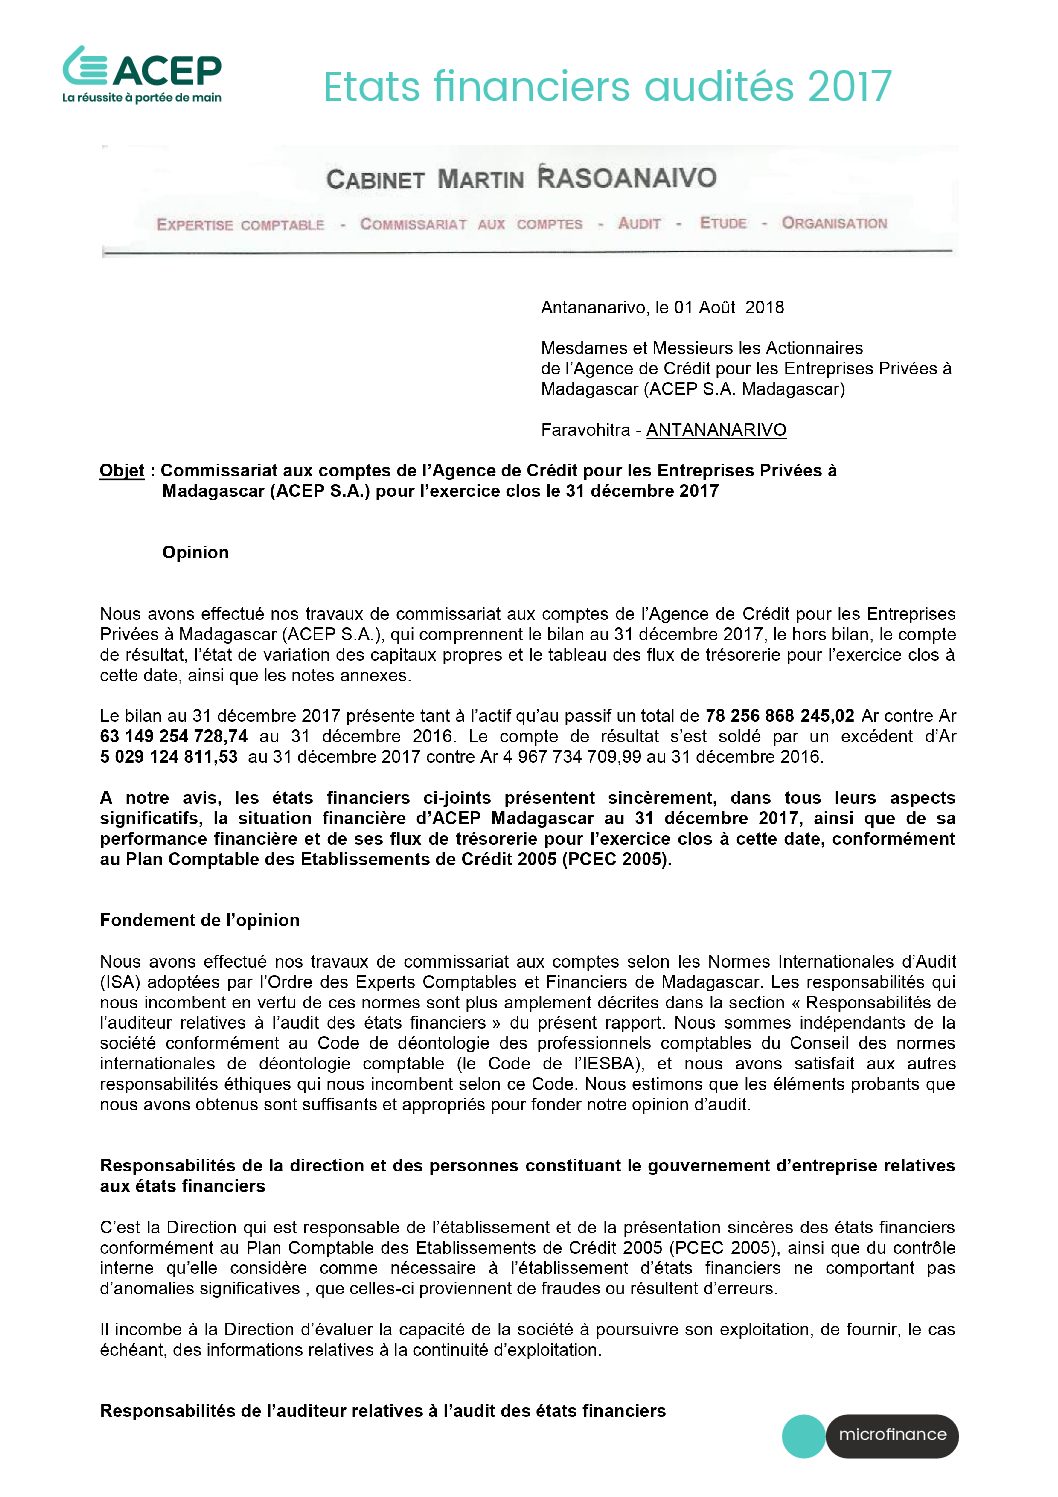 ACEP
La réussite à portée de main
Etats financiers audités 2017
CABINET MARTIN RASOANAIVO
EXPERTISE COMPTABLE - COMMISSARIAT AUX COMPTES - AUDIT - ETUDE - ORGANISATION
Antananarivo, le 01 Août 2018
Mesdames et Messieurs les Actionnaires
de l’Agence de Crédit pour les Entreprises Privées à
Madagascar (ACEP S.A. Madagascar)
Faravohitra - ANTANANARIVO
Objet : Commissariat aux comptes de l’Agence de Crédit pour les Entreprises Privées à
Madagascar (ACEP S.A.) pour l’exercice clos le 31 décembre 2017
Opinion
Nous avons effectué nos travaux de commissariat aux comptes de l’Agence de Crédit pour les Entreprises
Privées à Madagascar (ACEP S.A.), qui comprennent le bilan au 31 décembre 2017, le hors bilan, le compte
de résultat, l’état de variation des capitaux propres et le tableau des flux de trésorerie pour l’exercice clos à
cette date, ainsi que les notes annexes.
Le bilan au 31 décembre 2017 présente tant à l’actif qu’au passif un total de 78 256 868 245,02 Ar contre Ar
63 149 254 728,74 au 31 décembre 2016. Le compte de résultat s’est soldé par un excédent d’Ar
5 029 124 811,53 au 31 décembre 2017 contre Ar 4 967 734 709,99 au 31 décembre 2016.
A notre avis, les états financiers ci-joints présentent sincèrement, dans tous leurs aspects
significatifs, la situation financière d’ACEP Madagascar au 31 décembre 2017, ainsi que de sa
performance financière et de ses flux de trésorerie pour l’exercice clos à cette date, conformément
au Plan Comptable des Etablissements de Crédit 2005 (PCEC 2005).
Fondement de l’opinion
Nous avons effectué nos travaux de commissariat aux comptes selon les Normes Internationales d’Audit
(ISA) adoptées par l’Ordre des Experts Comptables et Financiers de Madagascar. Les responsabilités qui
nous incombent en vertu de ces normes sont plus amplement décrites dans la section « Responsabilités de
l’auditeur relatives à l’audit des états financiers » du présent rapport. Nous sommes indépendants de la
société conformément au Code de déontologie des professionnels comptables du Conseil des normes
internationales de déontologie comptable (le Code de l’IESBA), et nous avons satisfait aux autres
responsabilités éthiques qui nous incombent selon ce Code. Nous estimons que les éléments probants que
nous avons obtenus sont suffisants et appropriés pour fonder notre opinion d’audit.
Responsabilités de la direction et des personnes constituant le gouvernement d’entreprise relatives
aux états financiers
C’est la Direction qui est responsable de l’établissement et de la présentation sincères des états financiers
conformément au Plan Comptable des Etablissements de Crédit 2005 (PCEC 2005), ainsi que du contrôle
interne qu’elle considère comme nécessaire à l’établissement d’états financiers ne comportant pas
d’anomalies significatives , que celles-ci proviennent de fraudes ou résultent d’erreurs.
Il incombe à la Direction d’évaluer la capacité de la société à poursuivre son exploitation, de fournir, le cas
échéant, des informations relatives à la continuité d’exploitation.
Responsabilités de l’auditeur relatives à l’audit des états financiers
microfinance